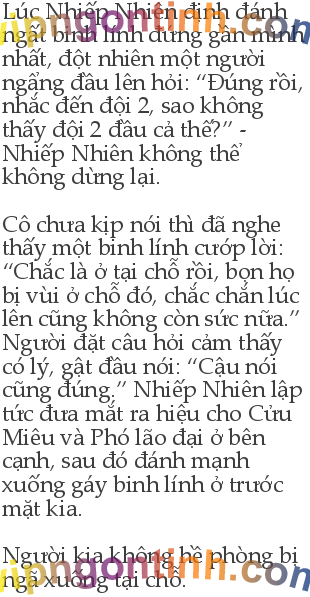 Lúc Nhiếp Nhiên định đánh
ngất binh lính đứng gần mình
nhất, đột nhiên một người
ngẩng đầu lên hỏi: “Đúng rồi,
nhắc đến đội 2, sao không
thấy đội 2 đầu cả thế?” -
Nhiếp Nhiên không thể
không dừng lại.

Cô chưa kịp nói thì đã nghe
thấy một binh lính cướp lời:
“Chắc là ở tại chỗ rồi, bọn họ
bị vùi ở chỗ đó, chắc chắn lúc
lên cũng không còn sức nữa.”
Người đặt câu hỏi cảm thấy
có lý, gật đầu nói: “Cậu nói
cũng đúng.” Nhiếp Nhiên lập
tức đưa mắt ra hiệu cho Cửu
Miêu và Phó lão đại ở bên
cạnh, sau đó đánh mạnh
xuống gáy binh lính ở trước
mặt kia.

Người kia không hề phòng bị
ngã xuống tại chỗ.
vipngontinh.com
vipngontinh.com